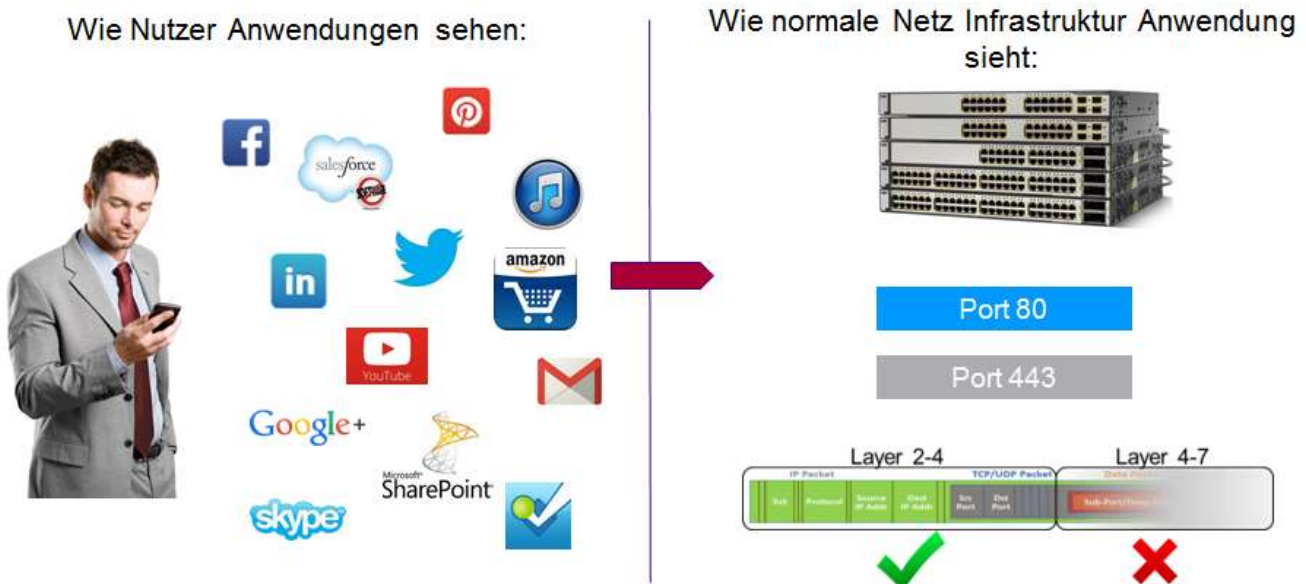 Wie Nutzer Anwendungen sehen:
Wie normale Netz Infrastruktur Anwendung
sieht:
salesforce
in
amazon
YouTube
Google+
Microsoft
SharePoint
skype
Port 80
Port 443
Layer 2-4
Layer 4-7
IP Packet
TCP/UDP Packet
ToS
Protocol
Source
IP Addr
Dest
IP Addr
Src
Port
Dst
Port